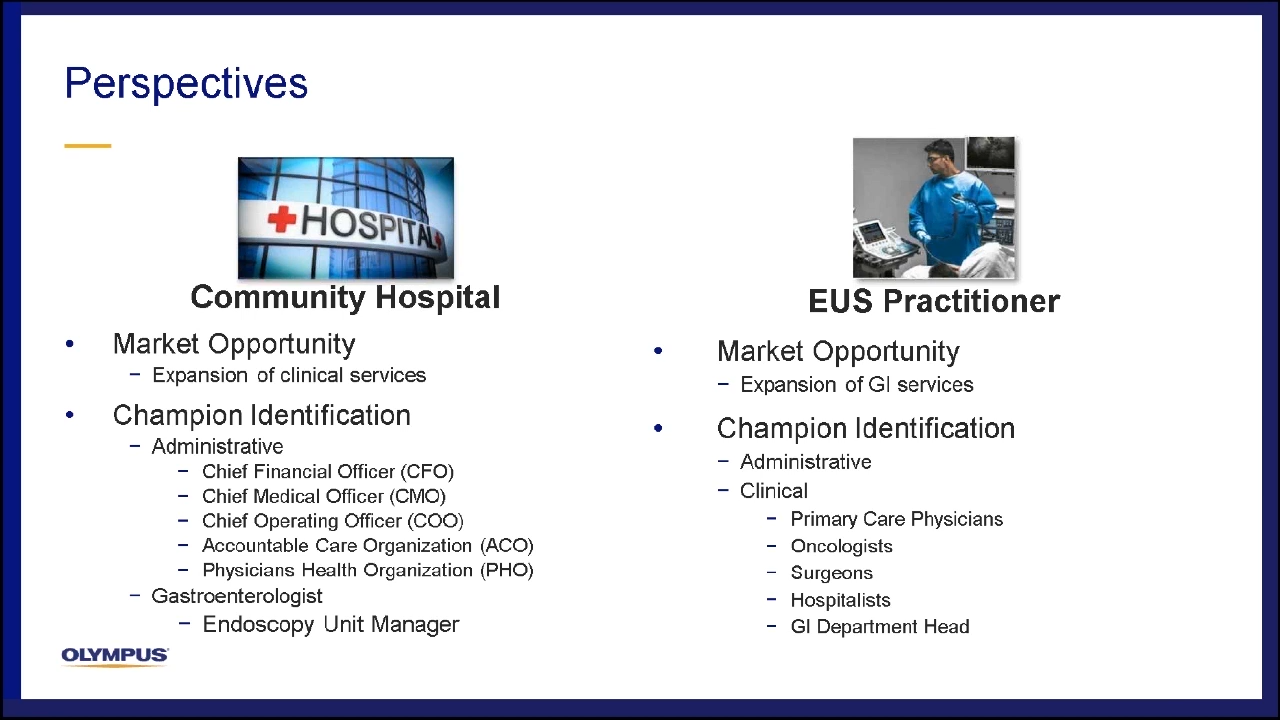 Perspectives
HOSPITAL
Community Hospital
• Market Opportunity
− Expansion of clinical services
• Champion Identification
− Administrative
− Chief Financial Officer (CFO)
− Chief Medical Officer (CMO)
− Chief Operating Officer (COO)
− Accountable Care Organization (ACO)
− Physicians Health Organization (PHO)
− Gastroenterologist
− Endoscopy Unit Manager
EUS Practitioner
• Market Opportunity
− Expansion of GI services
• Champion Identification
− Administrative
− Clinical
− Primary Care Physicians
− Oncologists
− Surgeons
− Hospitalists
− GI Department Head
OLYMPUS